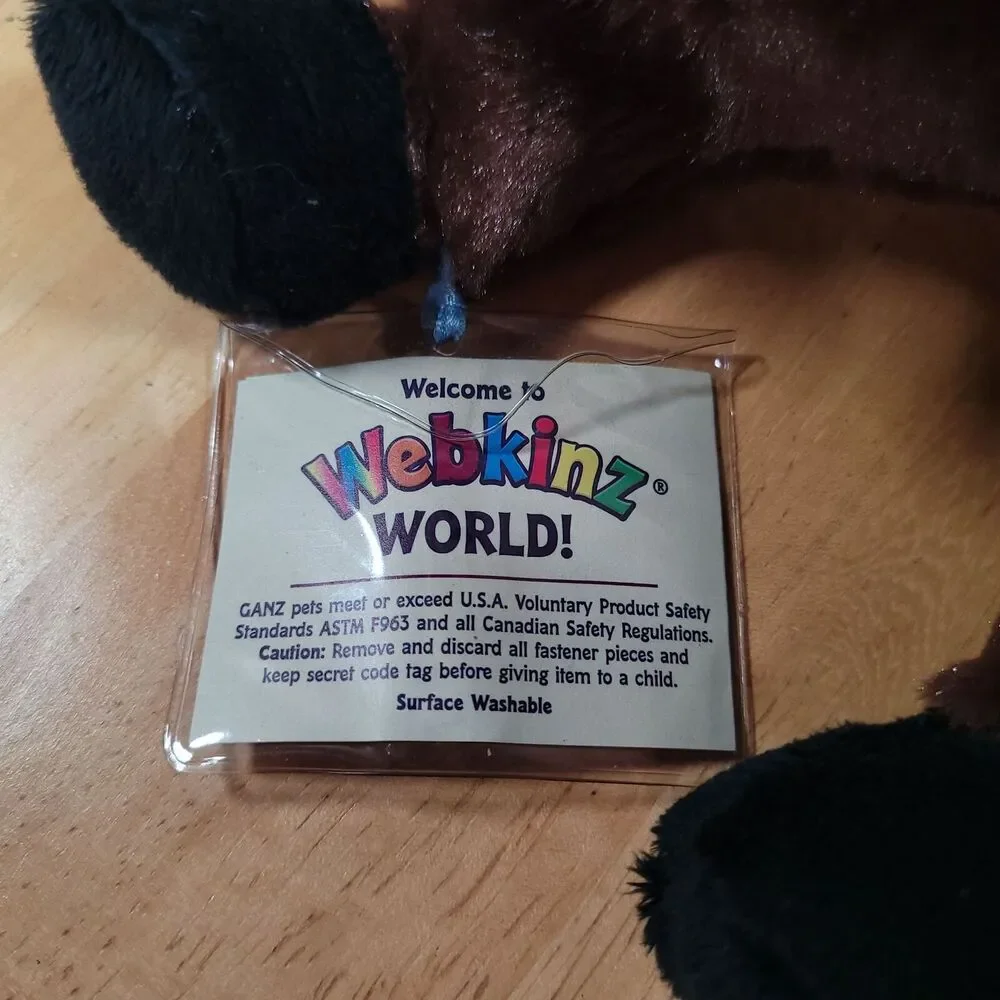 Welcome to
Webkinz®
WORLD!
GANZ pets meet or exceed U.S.A. Voluntary Product Safety
Standards ASTM F963 and all Canadian Safety Regulations.
Caution: Remove and discard all fastener pieces and
keep secret code tag before giving item to a child.
Surface Washable